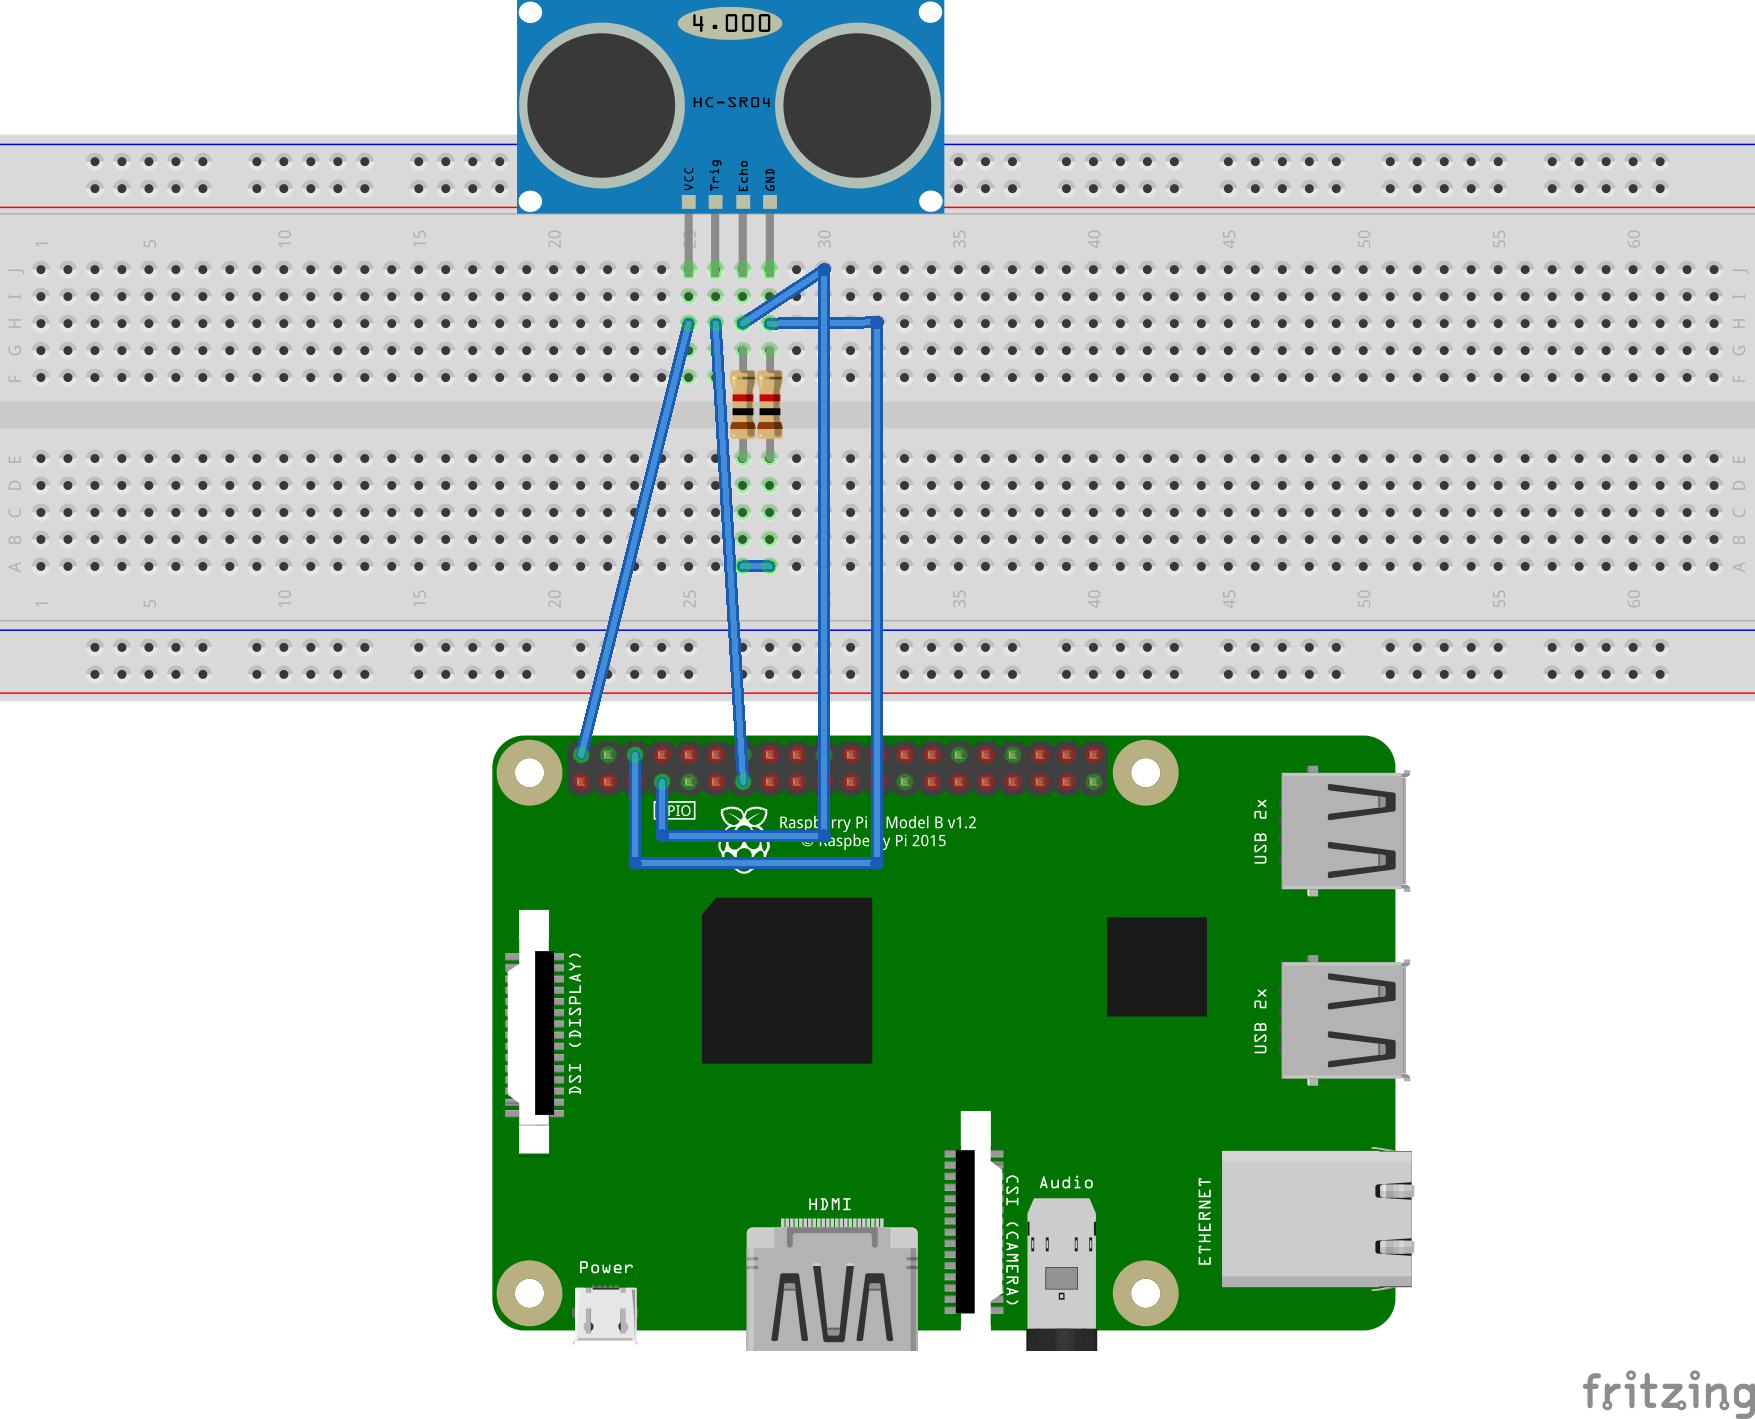 4.000
HC-SR04
VCC Trig Echo GND
1 5 10 15 20 25 30 35 40 45 50 55 60
J J
I I
H H
G G
F F
E E
D D
C C
B B
A A
1 5 10 15 20 25 35 40 45 50 55 60
GPIO
Raspberry Pi Model B v1.2
© Raspberry Pi 2015
USB 2x
USB 2x
DSI (DISPLAY)
CSI (CAMERA)
Audio
ETHERNET
HDMI
Power
fritzing